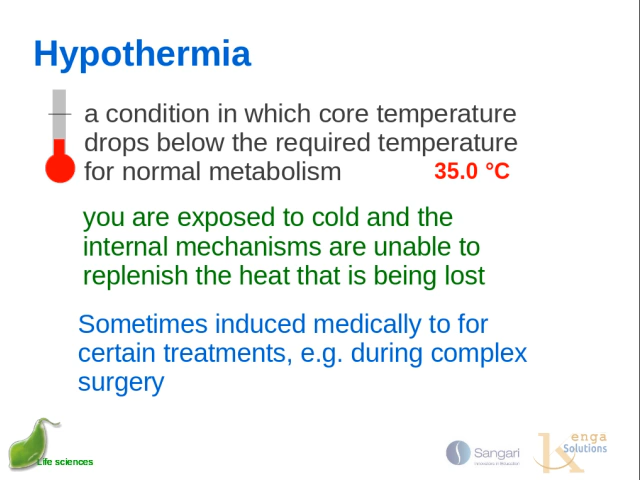 Hypothermia
a condition in which core temperature
drops below the required temperature
for normal metabolism 35.0 °C
you are exposed to cold and the
internal mechanisms are unable to
replenish the heat that is being lost
Sometimes induced medically to for
certain treatments, e.g. during complex
surgery
Life sciences
Sangari
k enga
Solutions